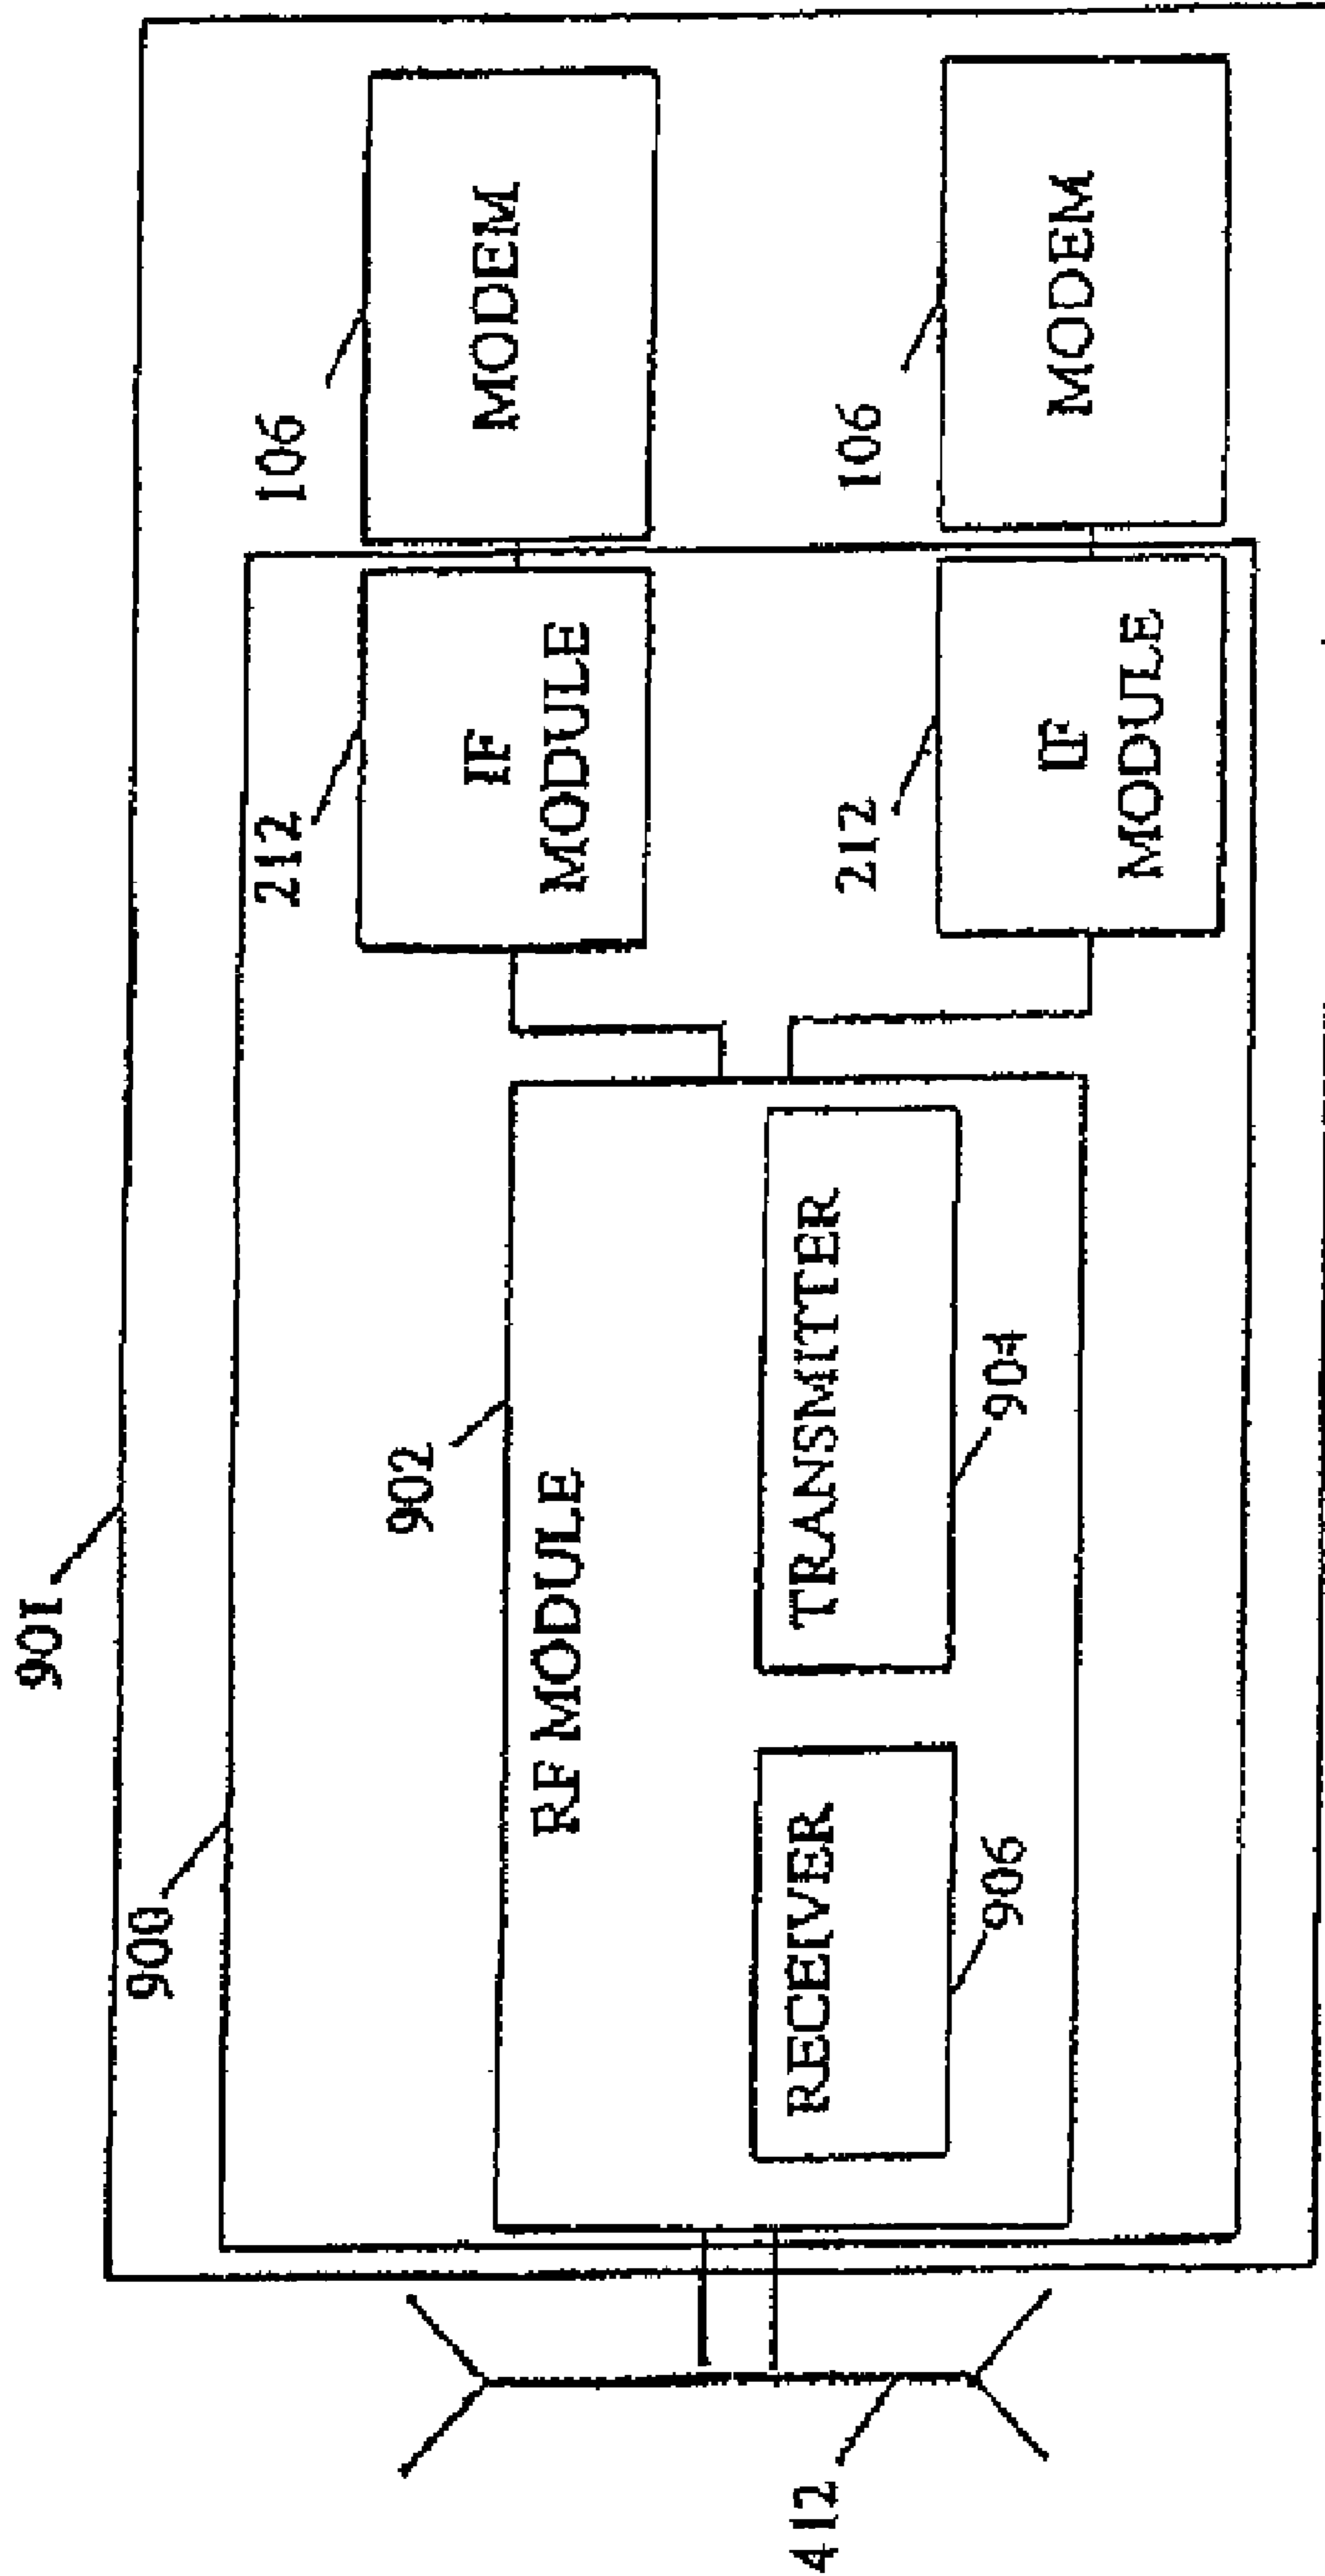 901
900
902
RF MODULE
RECEIVER
906
TRANSMITTER
904
412
212
IF
MODULE
106
MODEM
212
IF
MODULE
106
MODEM